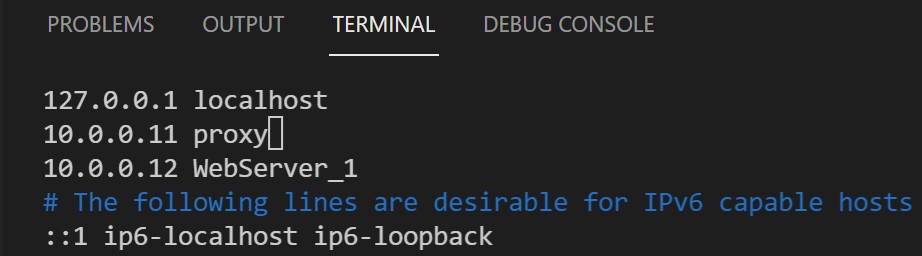 PROBLEMS OUTPUT TERMINAL DEBUG CONSOLE
127.0.0.1 localhost
10.0.0.11 proxy
10.0.0.12 WebServer_1
# The following lines are desirable for IPv6 capable hosts
::1 ip6-localhost ip6-loopback